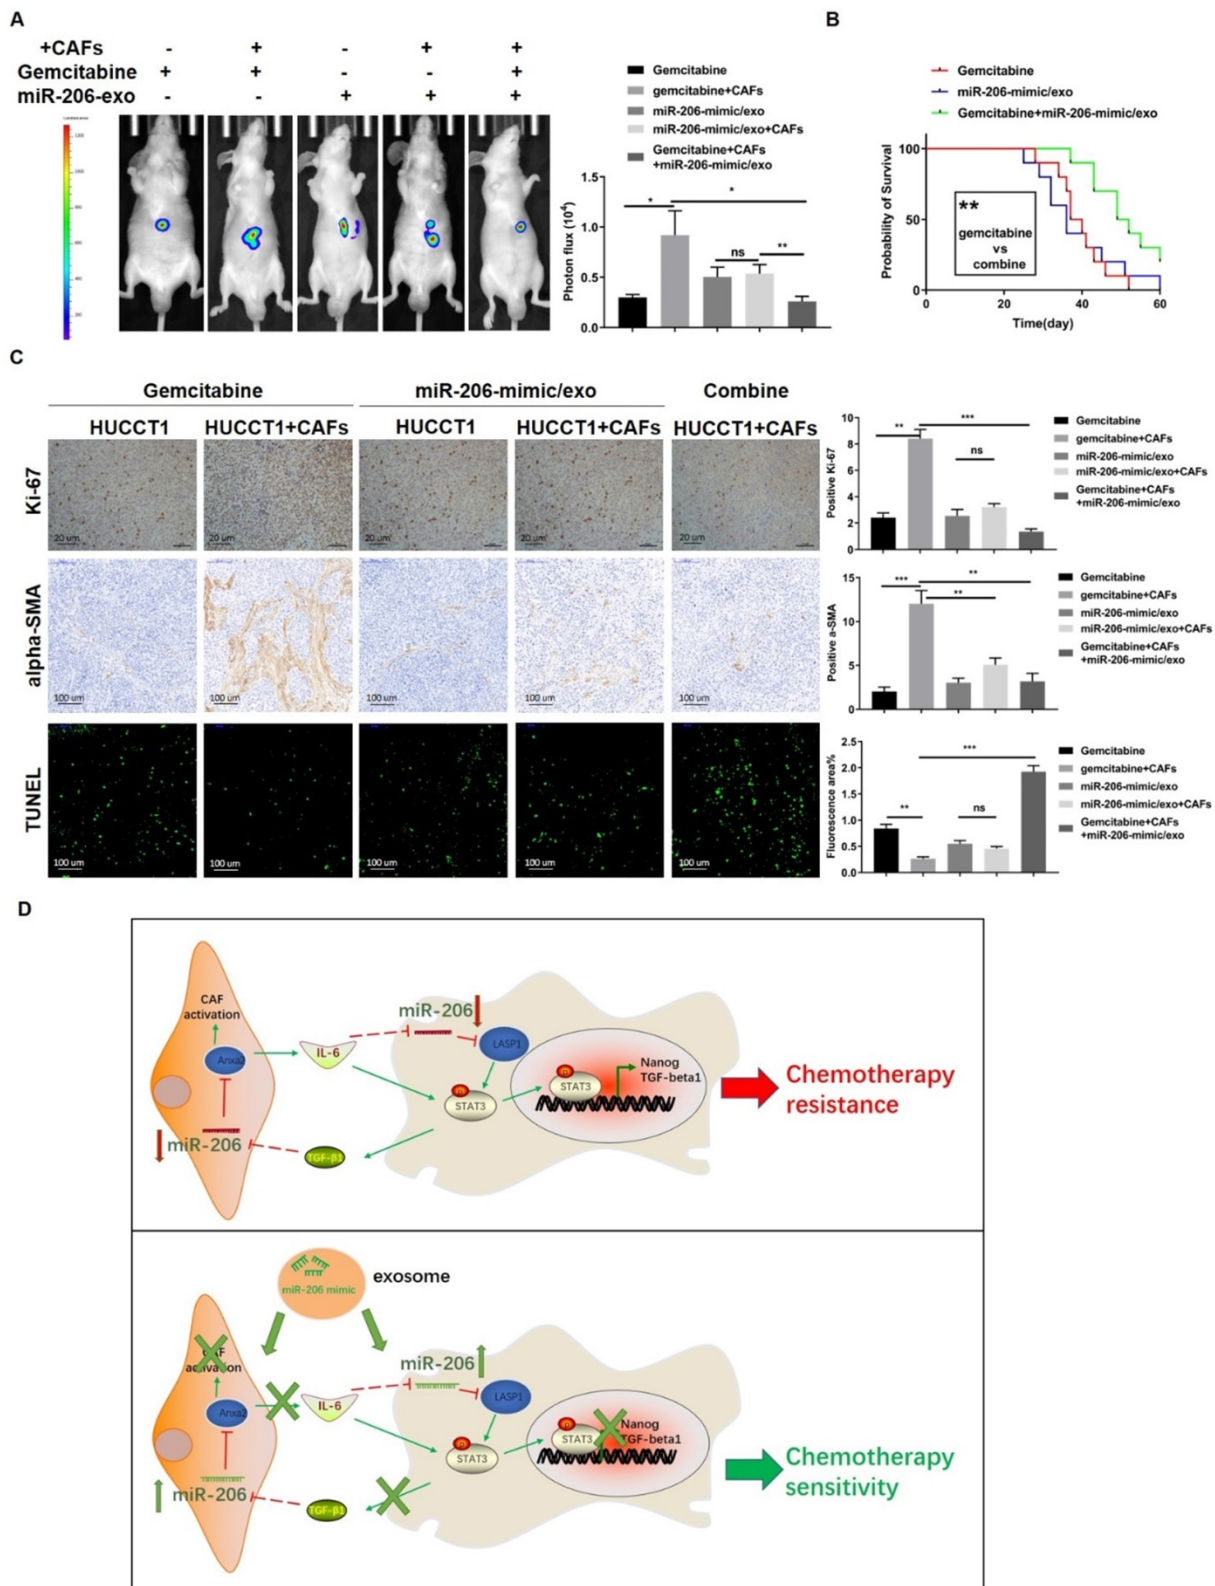 A
+CAFs - + - + +
Gemcitabine + + - - +
miR-206-exo - - + + +
Gemcitabine
gemcitabine+CAFs
miR-206-mimic/exo
miR-206-mimic/exo+CAFs
Gemcitabine+CAFs
+miR-206-mimic/exo
Photon flux (10⁴)
1.5
1.0
0.5
0.0
*
*
ns
**
B
Gemcitabine
miR-206-mimic/exo
Gemcitabine+miR-206-mimic/exo
Probability of Survival
100
50
0
0 20 40 60
Time(day)
**
gemcitabine
vs
combine
C
Gemcitabine miR-206-mimic/exo Combine
HUCCT1 HUCCT1+CAFs HUCCT1 HUCCT1+CAFs HUCCT1+CAFs
Ki-67
20 um 20 um 20 um 20 um 20 um
alpha-SMA
100 um 100 um 100 um 100 um 100 um
TUNEL
100 um 100 um 100 um 100 um 100 um
Positive Ki-67
10
8
6
4
2
0
**
***
ns
Gemcitabine
gemcitabine+CAFs
miR-206-mimic/exo
miR-206-mimic/exo+CAFs
Gemcitabine+CAFs
+miR-206-mimic/exo
Positive a-SMA
15
10
5
0
***
**
**
Gemcitabine
gemcitabine+CAFs
miR-206-mimic/exo
miR-206-mimic/exo+CAFs
Gemcitabine+CAFs
+miR-206-mimic/exo
Fluorescence area%
2.5
2.0
1.5
1.0
0.5
0.0
**
ns
***
Gemcitabine
gemcitabine+CAFs
miR-206-mimic/exo
miR-206-mimic/exo+CAFs
Gemcitabine+CAFs
+miR-206-mimic/exo
D
CAF
activation
Anxa2
miR-206
IL-6
TGF-β1
miR-206
LASP1
STAT3
STAT3
Nanog
TGF-beta1
Chemotherapy
resistance
miR-206 mimic
exosome
CAF
activation
Anxa2
miR-206
IL-6
TGF-β1
miR-206
LASP1
STAT3
STAT3
Nanog
TGF-beta1
Chemotherapy
sensitivity